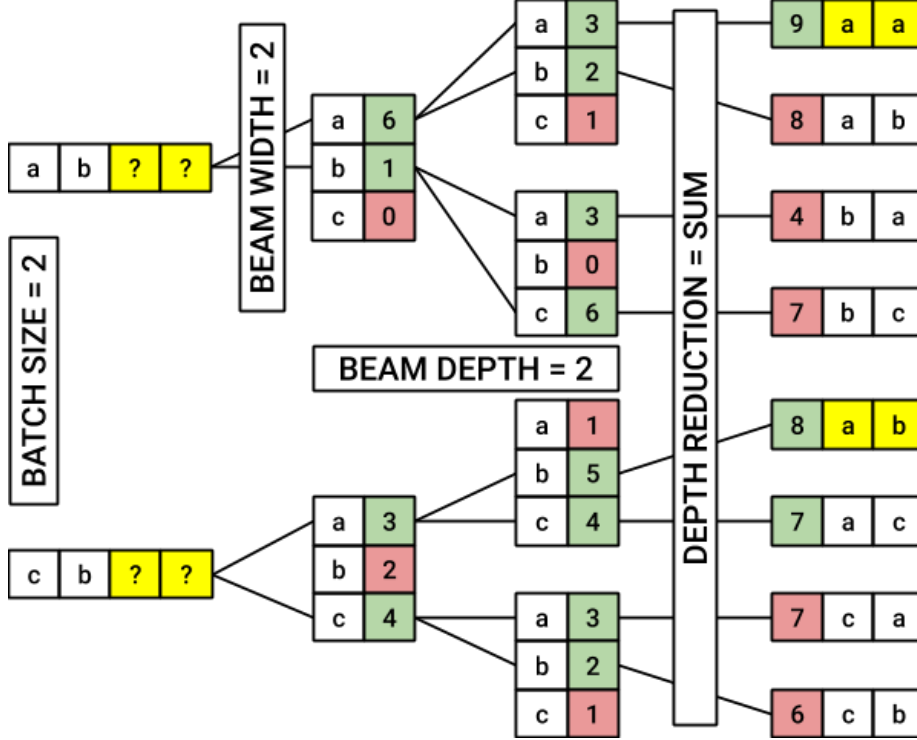 a b ? ?
BATCH SIZE = 2
c b ? ?
BEAM WIDTH = 2
a 6
b 1
c 0
BEAM DEPTH = 2
a 3
b 2
c 4
a 3
b 2
c 1
a 3
b 0
c 6
a 1
b 5
c 4
a 3
b 2
c 1
DEPTH REDUCTION = SUM
9 a a
8 a b
4 b a
7 b c
8 a b
7 a c
7 c a
6 c b